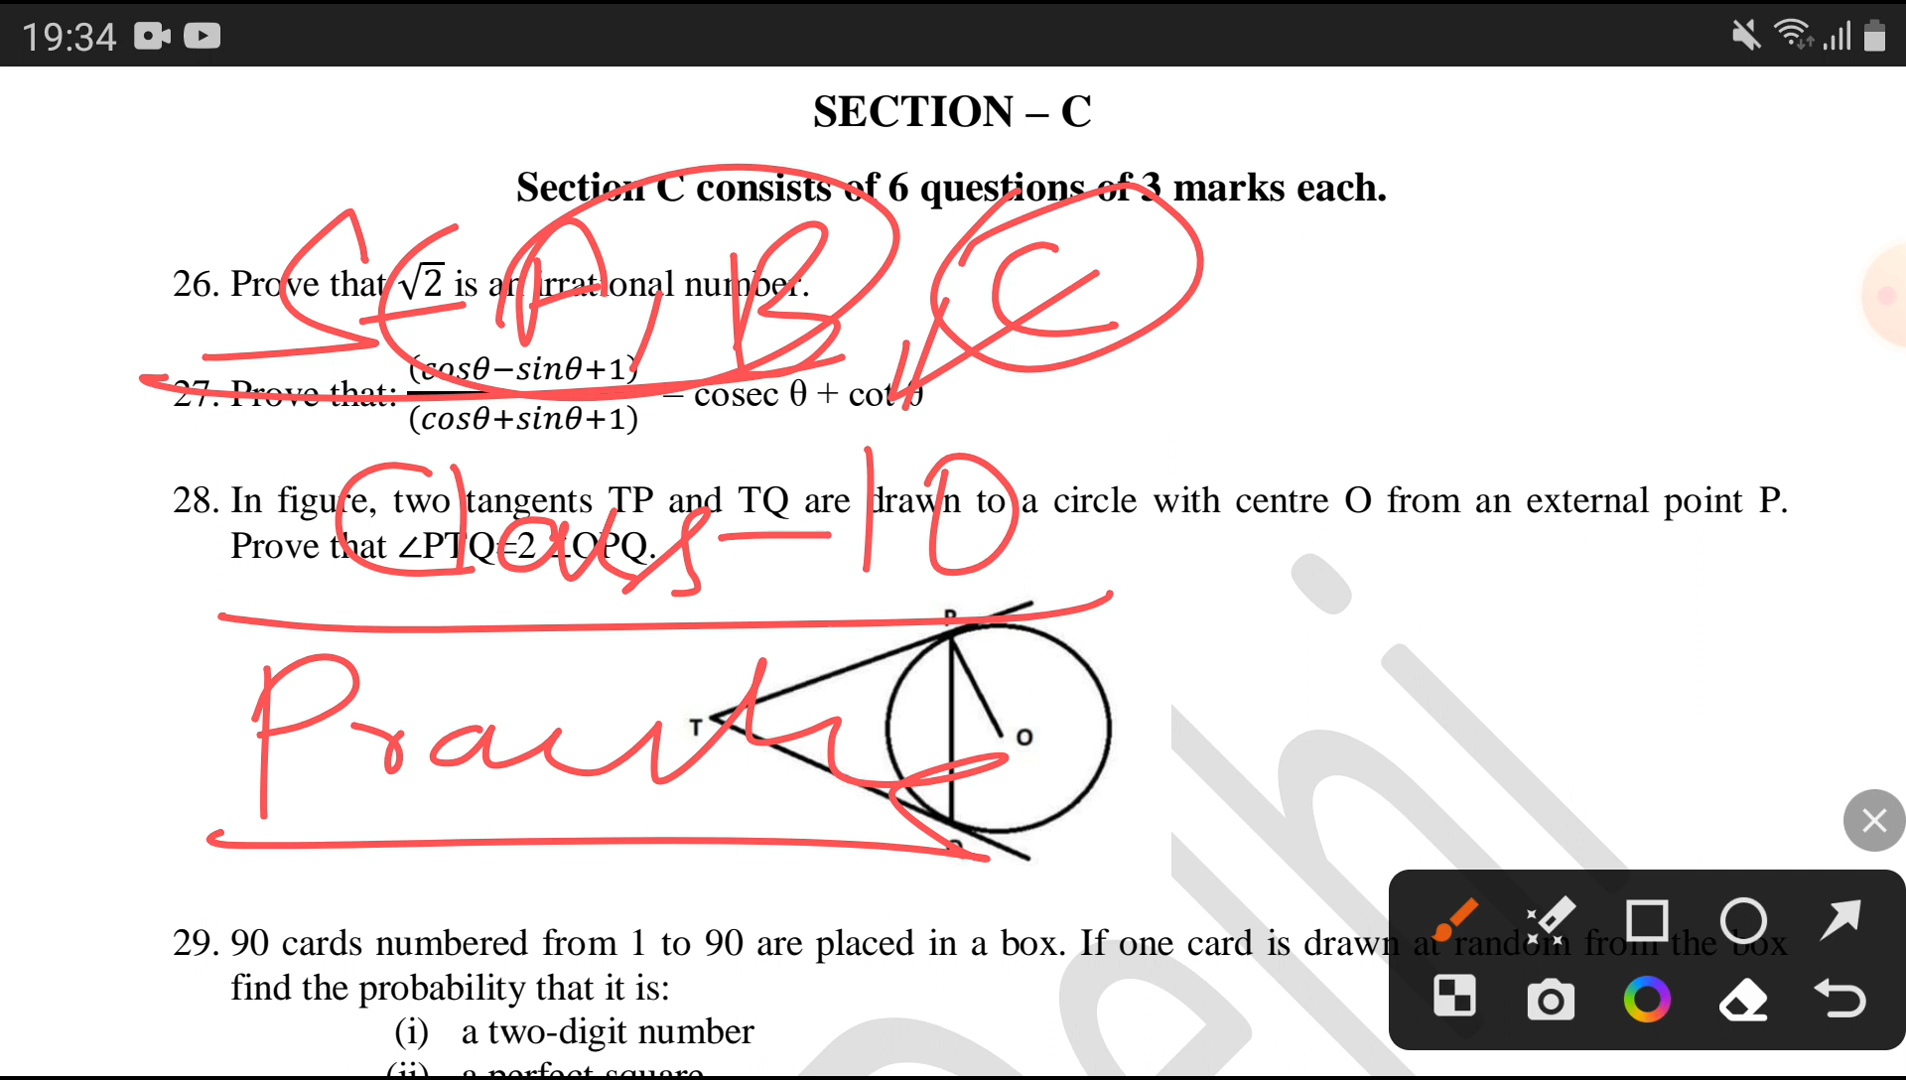 19:34
SECTION – C
Section C consists of 6 questions of 3 marks each.
26. Prove that √2 is an irrational number.
A, B, C
27. Prove that: (cosθ−sinθ+1)/(cosθ+sinθ+1) = cosec θ + cot θ
28. In figure, two tangents TP and TQ are drawn to a circle with centre O from an external point P.
Prove that ∠PTQ=2 ∠OPQ.
Class-10
P
T
O
Q
29. 90 cards numbered from 1 to 90 are placed in a box. If one card is drawn at random from the box
find the probability that it is:
(i) a two-digit number
(ii) a perfect square